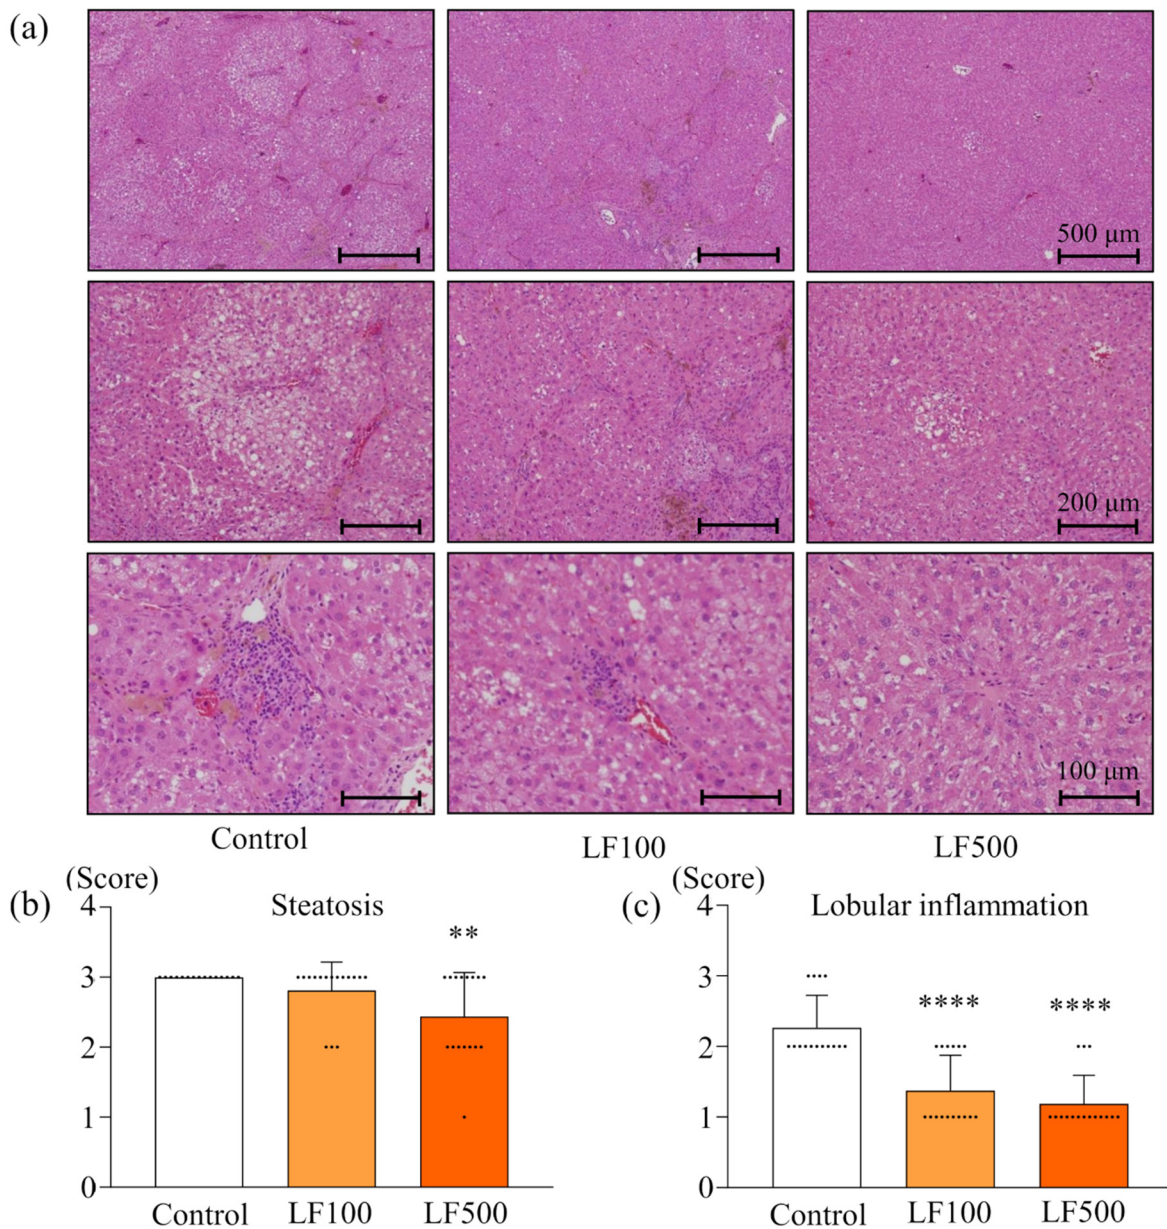 (a)
500 μm
200 μm
100 μm
Control LF100 LF500
(b)
(Score)
Steatosis
4
**
3
2
1
0
Control LF100 LF500
(c)
(Score)
Lobular inflammation
4
3
**** ****
2
1
0
Control LF100 LF500